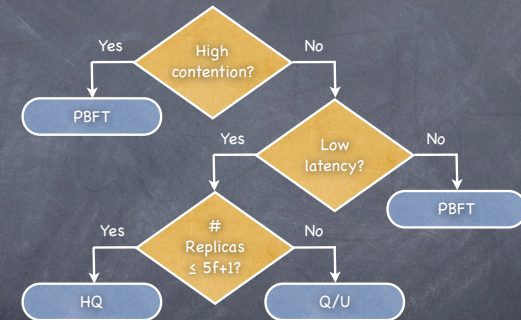 High
contention?
Yes
No
PBFT
Low
latency?
Yes
No
PBFT
#
Replicas
≤ 5f+1?
Yes
No
HQ
Q/U